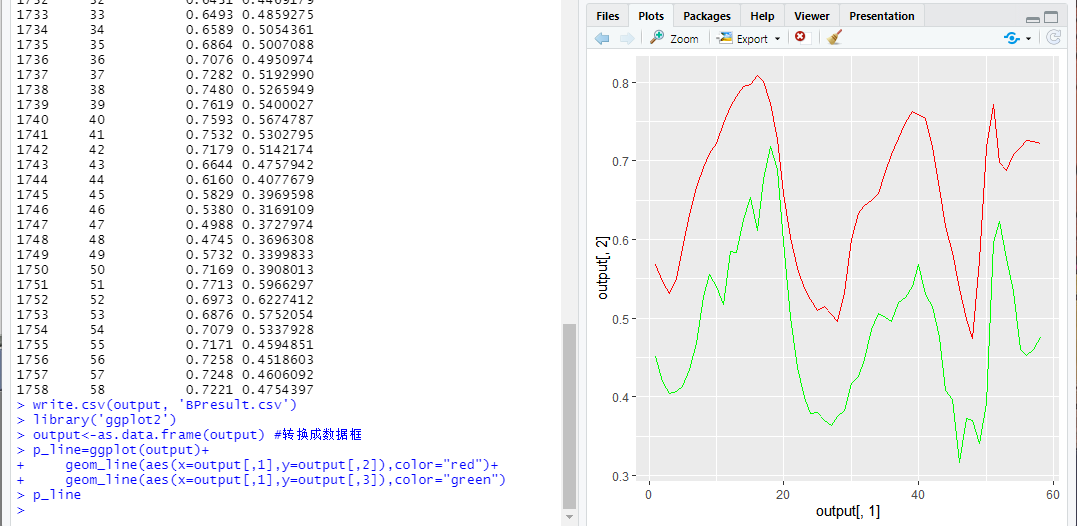 1732     32          0.6431 0.4469179
1733     33          0.6493 0.4859275
1734     34          0.6589 0.5054361
1735     35          0.6864 0.5007088
1736     36          0.7076 0.4950974
1737     37          0.7282 0.5192990
1738     38          0.7480 0.5265949
1739     39          0.7619 0.5400027
1740     40          0.7593 0.5674787
1741     41          0.7532 0.5302795
1742     42          0.7179 0.5142174
1743     43          0.6644 0.4757942
1744     44          0.6160 0.4077679
1745     45          0.5829 0.3969598
1746     46          0.5380 0.3169109
1747     47          0.4988 0.3727974
1748     48          0.4745 0.3696308
1749     49          0.5732 0.3399833
1750     50          0.7169 0.3908013
1751     51          0.7713 0.5966297
1752     52          0.6973 0.6227412
1753     53          0.6876 0.5752054
1754     54          0.7079 0.5337928
1755     55          0.7171 0.4594851
1756     56          0.7258 0.4518603
1757     57          0.7248 0.4606092
1758     58          0.7221 0.4754397
> write.csv(output, 'BPresult.csv')
> library('ggplot2')
> output<-as.data.frame(output) #转换成数据框
> p_line=ggplot(output)+
+     geom_line(aes(x=output[,1],y=output[,2]),color="red")+
+     geom_line(aes(x=output[,1],y=output[,3]),color="green")
> p_line
>
Files Plots Packages Help Viewer Presentation
Zoom Export
0.8
0.7
0.6
0.5
0.4
0.3
output[, 2]
0 20 40 60
output[, 1]